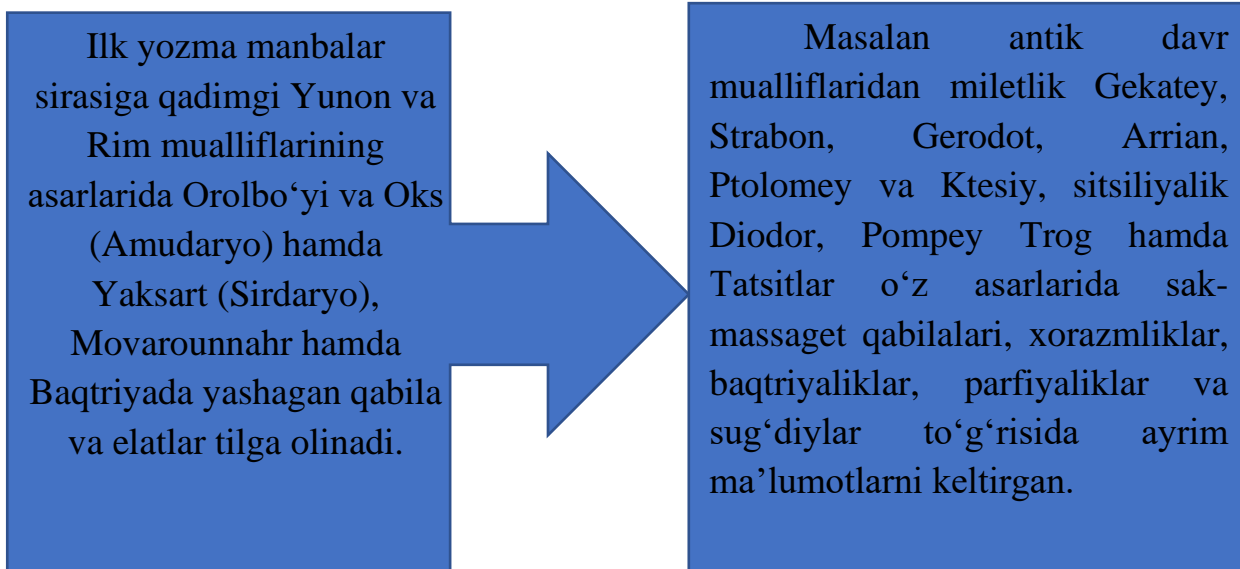 Ilk yozma manbalar
sirasiga qadimgi Yunon va
Rim mualliflarining
asarlarida Orolbo‘yi va Oks
(Amudaryo) hamda
Yaksart (Sirdaryo),
Movarounnahr hamda
Baqtriyada yashagan qabila
va elatlar tilga olinadi.
Masalan antik davr
mualliflaridan miletlik Gekatey,
Strabon, Gerodot, Arrian,
Ptolomey va Ktesiy, sitsiliyalik
Diodor, Pompey Trog hamda
Tatsitlar o‘z asarlarida sak-
massaget qabilalari, xorazmliklar,
baqtriyaliklar, parfiyaliklar va
sug‘diylar to‘g‘risida ayrim
ma’lumotlarni keltirgan.